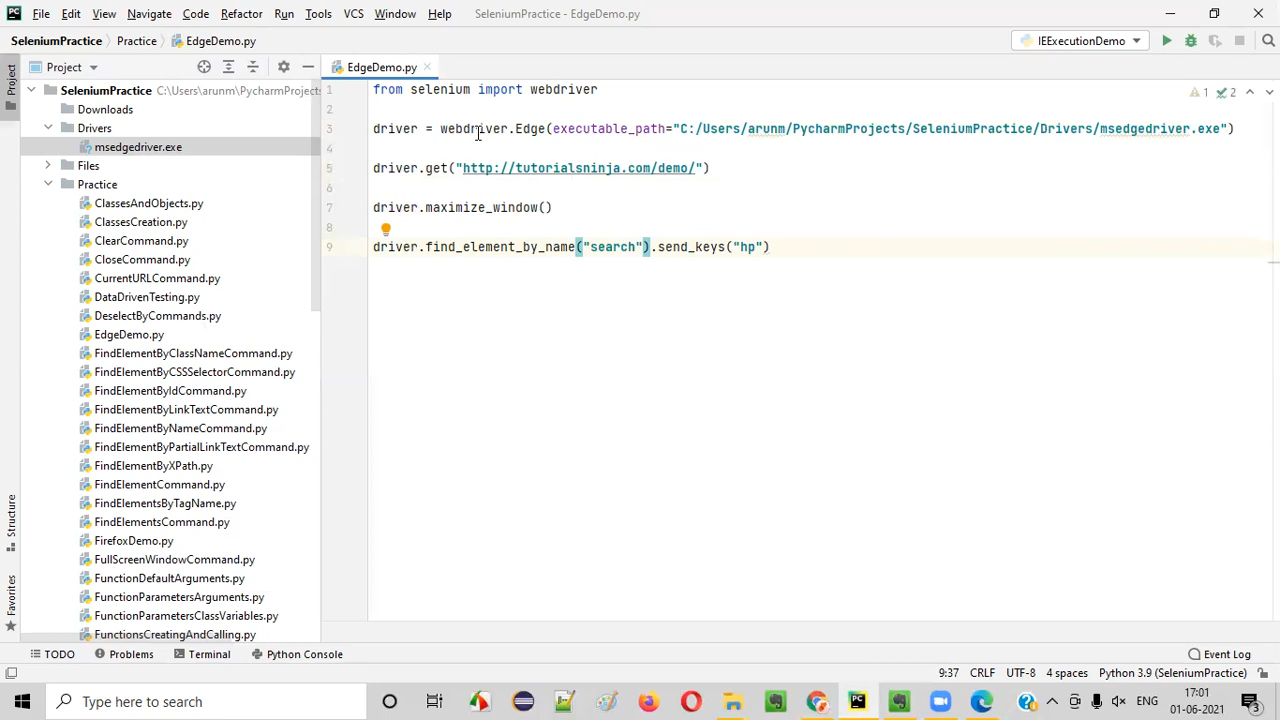 PC File Edit View Navigate Code Refactor Run Tools VCS Window Help SeleniumPractice - EdgeDemo.py
SeleniumPractice Practice EdgeDemo.py IEExecutionDemo
Project EdgeDemo.py
Project
SeleniumPractice C:\Users\arunm\PycharmProjects
Downloads
Drivers
msedgedriver.exe
Files
Practice
ClassesAndObjects.py
ClassesCreation.py
ClearCommand.py
CloseCommand.py
CurrentURLCommand.py
DataDrivenTesting.py
DeselectByCommands.py
EdgeDemo.py
FindElementByClassNameCommand.py
FindElementByCSSSelectorCommand.py
FindElementByIdCommand.py
FindElementByLinkTextCommand.py
FindElementByNameCommand.py
FindElementByPartialLinkTextCommand.py
FindElementByXPath.py
FindElementCommand.py
FindElementsByTagName.py
FindElementsCommand.py
FirefoxDemo.py
FullScreenWindowCommand.py
FunctionDefaultArguments.py
FunctionParametersArguments.py
FunctionParametersClassVariables.py
FunctionsCreatingAndCalling.py
Structure
Favorites
1 from selenium import webdriver 1 2
2
3 driver = webdriver.Edge(executable_path="C:/Users/arunm/PycharmProjects/SeleniumPractice/Drivers/msedgedriver.exe")
4
5 driver.get("http://tutorialsninja.com/demo/")
6
7 driver.maximize_window()
8
9 driver.find_element_by_name("search").send_keys("hp")
TODO Problems Terminal Python Console Event Log
9:37 CRLF UTF-8 4 spaces Python 3.9 (SeleniumPractice)
Type here to search ENG 17:01
01-06-2021 3